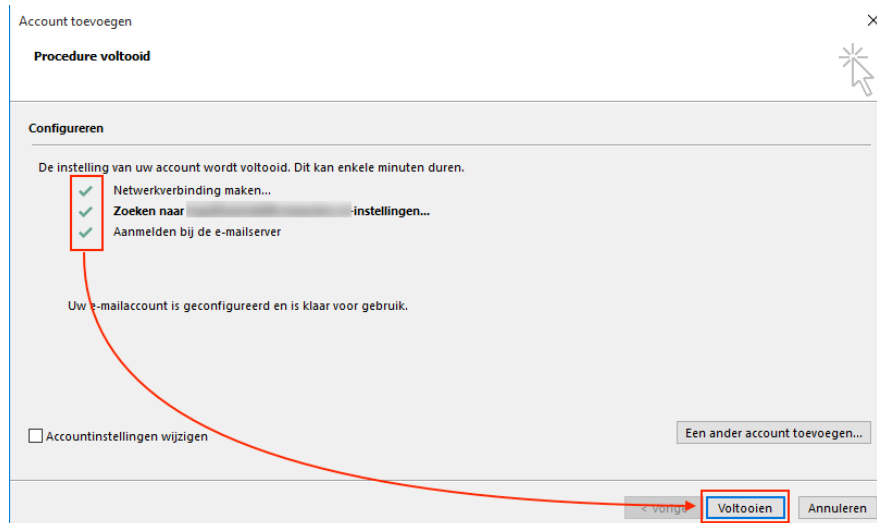 Account toevoegen
Procedure voltooid
Configureren
De instelling van uw account wordt voltooid. Dit kan enkele minuten duren.
Netwerkverbinding maken...
Zoeken naar -instellingen...
Aanmelden bij de e-mailserver
Uw e-mailaccount is geconfigureerd en is klaar voor gebruik.
Accountinstellingen wijzigen
Een ander account toevoegen...
< Vorige Voltooien Annuleren